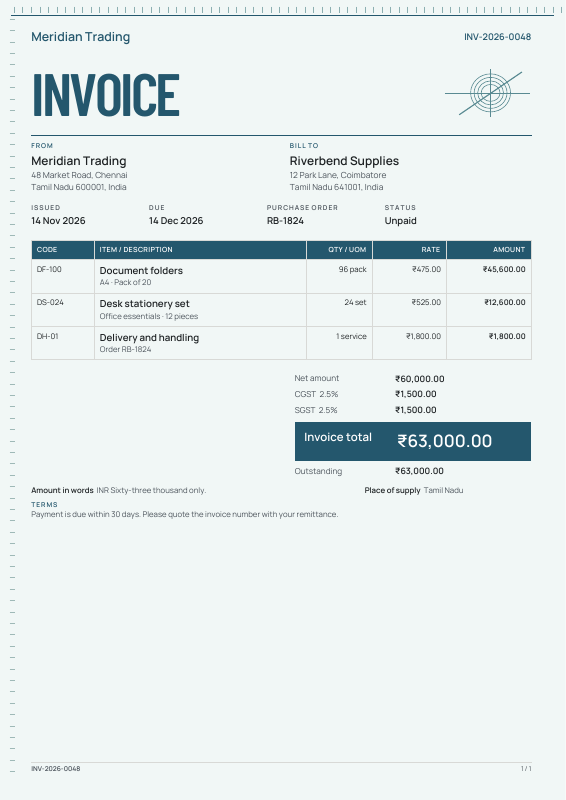 Meridian Trading INV-2026-0048
INVOICE
FROM BILL TO
Meridian Trading Riverbend Supplies
48 Market Road, Chennai 12 Park Lane, Coimbatore
Tamil Nadu 600001, India Tamil Nadu 641001, India
ISSUED DUE PURCHASE ORDER STATUS
14 Nov 2026 14 Dec 2026 RB-1824 Unpaid
CODE ITEM / DESCRIPTION QTY / UOM RATE AMOUNT
DF-100 Document folders 96 pack ₹475.00 ₹45,600.00
A4 · Pack of 20
DS-024 Desk stationery set 24 set ₹525.00 ₹12,600.00
Office essentials · 12 pieces
DH-01 Delivery and handling 1 service ₹1,800.00 ₹1,800.00
Order RB-1824
Net amount ₹60,000.00
CGST 2.5% ₹1,500.00
SGST 2.5% ₹1,500.00
Invoice total ₹63,000.00
Outstanding ₹63,000.00
Amount in words INR Sixty-three thousand only. Place of supply Tamil Nadu
TERMS
Payment is due within 30 days. Please quote the invoice number with your remittance.
INV-2026-0048 1 / 1